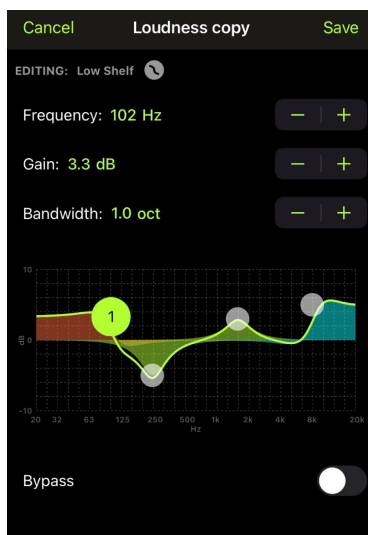 Cancel Loudness copy Save
EDITING: Low Shelf
Frequency: 102 Hz − +
Gain: 3.3 dB − +
Bandwidth: 1.0 oct − +
10
1
dB 0
-10
20 32 63 125 250 500 1k 2k 4k 8k 20k
Hz
Bypass